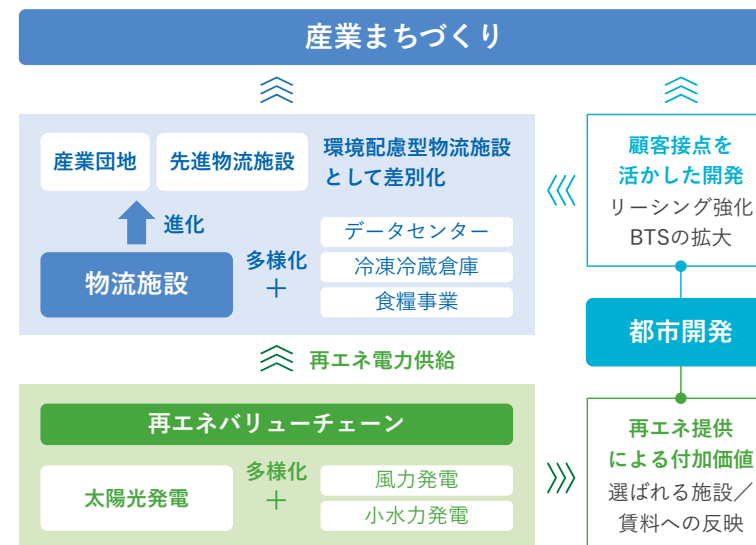 産業まちづくり
産業団地
先進物流施設
環境配慮型物流施設
として差別化
進化
物流施設
多様化
+
データセンター
冷凍冷蔵倉庫
食糧事業
顧客接点を
活かした開発
リーシング強化
BTSの拡大
都市開発
再エネ電力供給
再エネバリューチェーン
太陽光発電
多様化
+
風力発電
小水力発電
再エネ提供
による付加価値
選ばれる施設/
賃料への反映